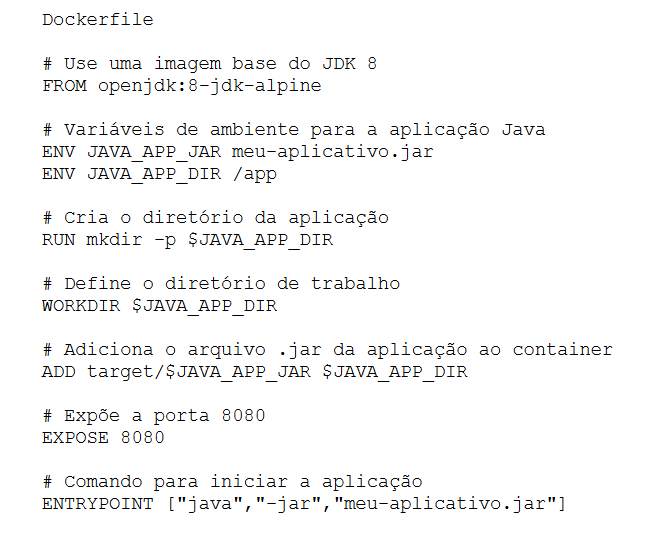 Dockerfile
# Use uma imagem base do JDK 8
FROM openjdk:8-jdk-alpine
# Variáveis de ambiente para a aplicação Java
ENV JAVA_APP_JAR meu-aplicativo.jar
ENV JAVA_APP_DIR /app
# Cria o diretório da aplicação
RUN mkdir -p $JAVA_APP_DIR
# Define o diretório de trabalho
WORKDIR $JAVA_APP_DIR
# Adiciona o arquivo .jar da aplicação ao container
ADD target/$JAVA_APP_JAR $JAVA_APP_DIR
# Expõe a porta 8080
EXPOSE 8080
# Comando para iniciar a aplicação
ENTRYPOINT ["java","-jar","meu-aplicativo.jar"]